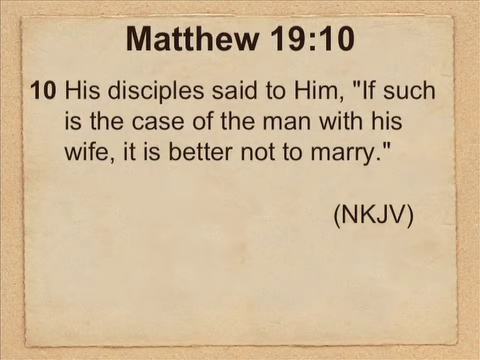 Matthew 19:10
10 His disciples said to Him, "If such
is the case of the man with his
wife, it is better not to marry."
(NKJV)